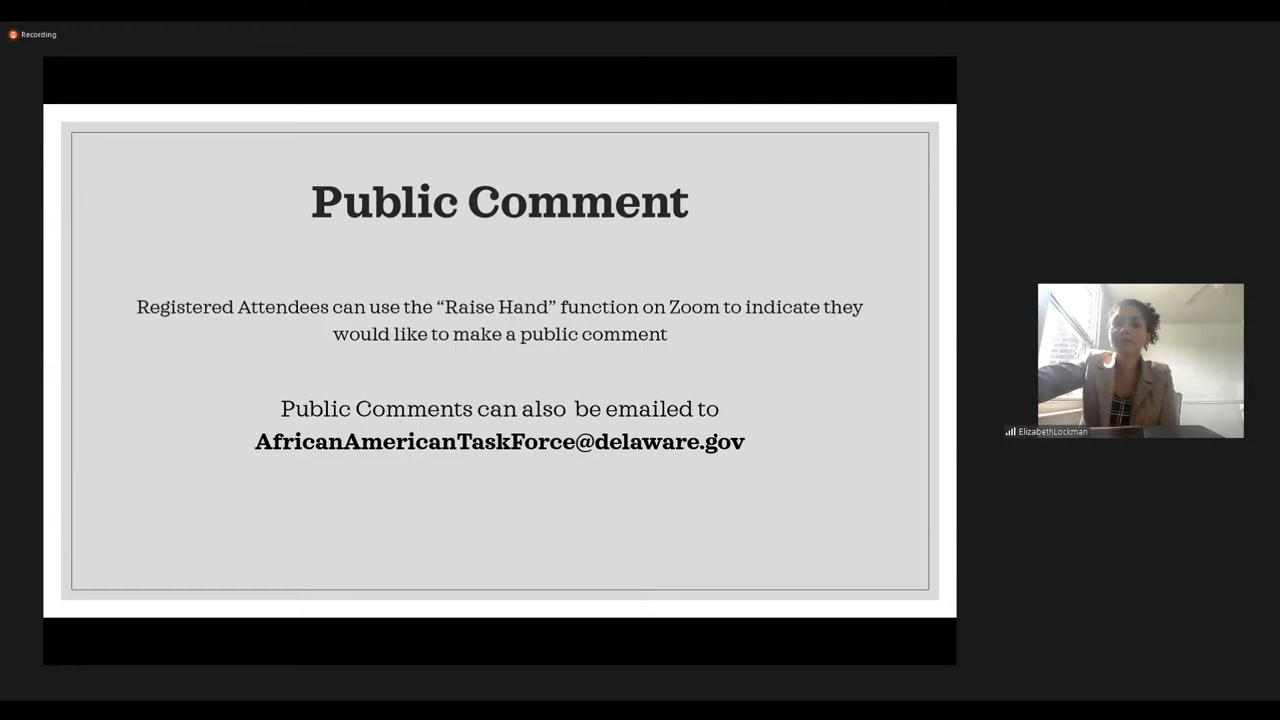 Recording
Public Comment
Registered Attendees can use the “Raise Hand” function on Zoom to indicate they
would like to make a public comment
Public Comments can also be emailed to
AfricanAmericanTaskForce@delaware.gov
ElizabethLockman